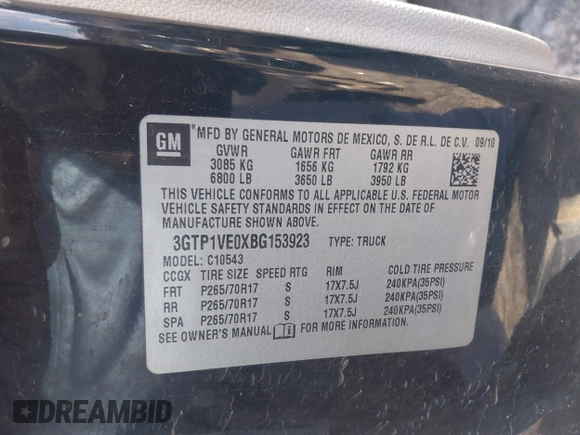 GM
MFD BY GENERAL MOTORS DE MEXICO, S. DE R.L. DE C.V. 09/10
GVWR GAWR FRT GAWR RR
3085 KG 1656 KG 1792 KG
6800 LB 3650 LB 3950 LB
THIS VEHICLE CONFORMS TO ALL APPLICABLE U.S. FEDERAL MOTOR
VEHICLE SAFETY STANDARDS IN EFFECT ON THE DATE OF
MANUFACTURE SHOWN ABOVE.
3GTP1VE0XBG153923 TYPE: TRUCK
MODEL: C10543
CCGX TIRE SIZE SPEED RTG RIM COLD TIRE PRESSURE
FRT P265/70R17 S 17X7.5J 240KPA(35PSI)
RR P265/70R17 S 17X7.5J 240KPA(35PSI)
SPA P265/70R17 S 17X7.5J 240KPA(35PSI)
SEE OWNER'S MANUAL FOR MORE INFORMATION.
DREAMBID